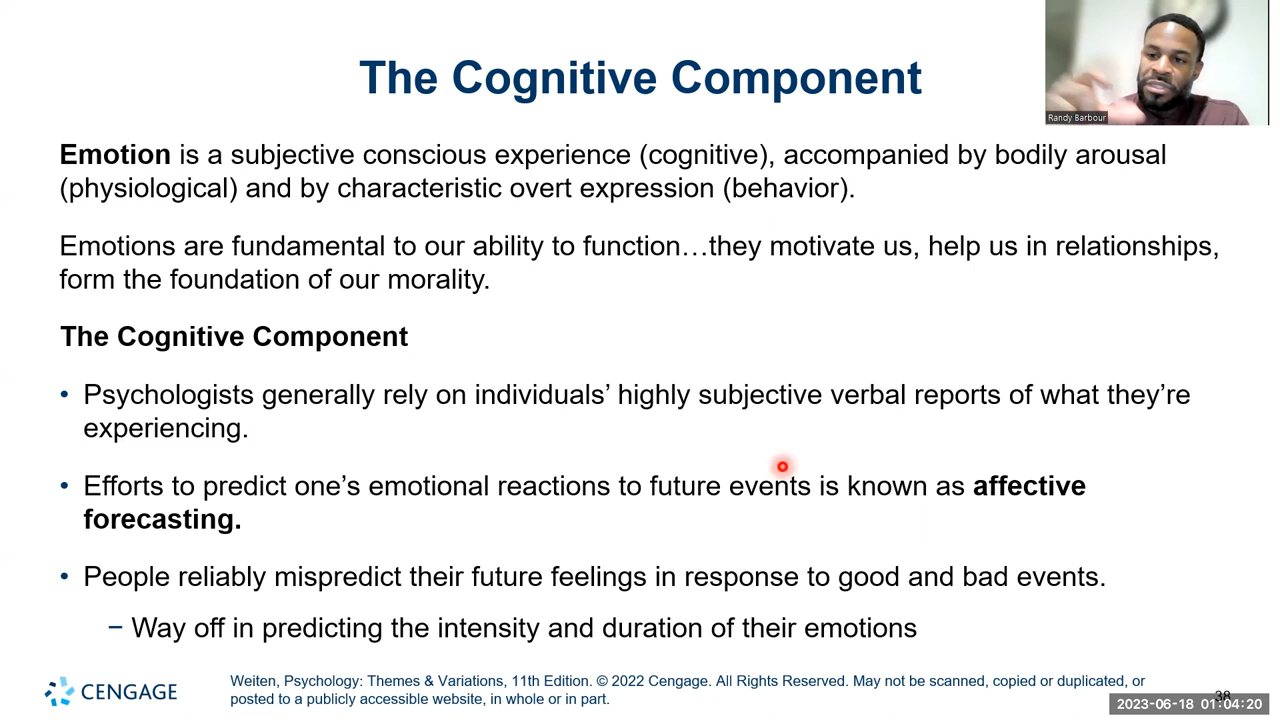 The Cognitive Component
Randy Barbour
Emotion is a subjective conscious experience (cognitive), accompanied by bodily arousal
(physiological) and by characteristic overt expression (behavior).
Emotions are fundamental to our ability to function…they motivate us, help us in relationships,
form the foundation of our morality.
The Cognitive Component
• Psychologists generally rely on individuals’ highly subjective verbal reports of what they’re
experiencing.
• Efforts to predict one’s emotional reactions to future events is known as affective
forecasting.
• People reliably mispredict their future feelings in response to good and bad events.
− Way off in predicting the intensity and duration of their emotions
CENGAGE
Weiten, Psychology: Themes & Variations, 11th Edition. © 2022 Cengage. All Rights Reserved. May not be scanned, copied or duplicated, or
posted to a publicly accessible website, in whole or in part.
38
2023-06-18 01:04:20